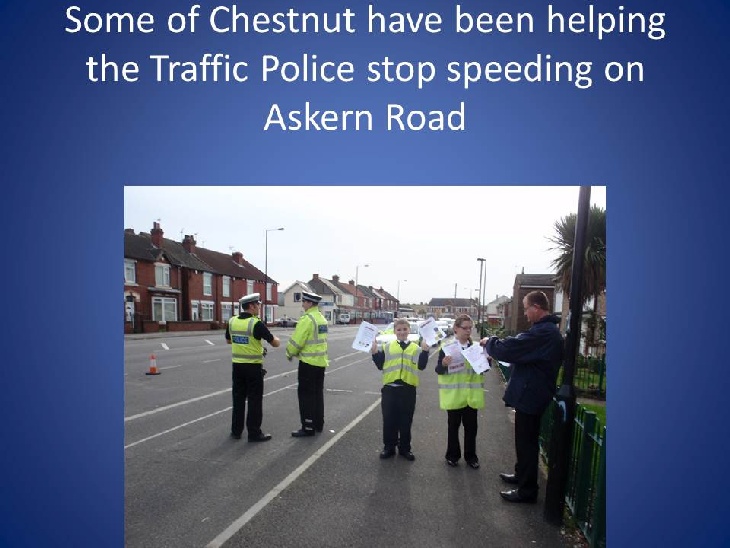 Some of Chestnut have been helping
the Traffic Police stop speeding on
Askern Road